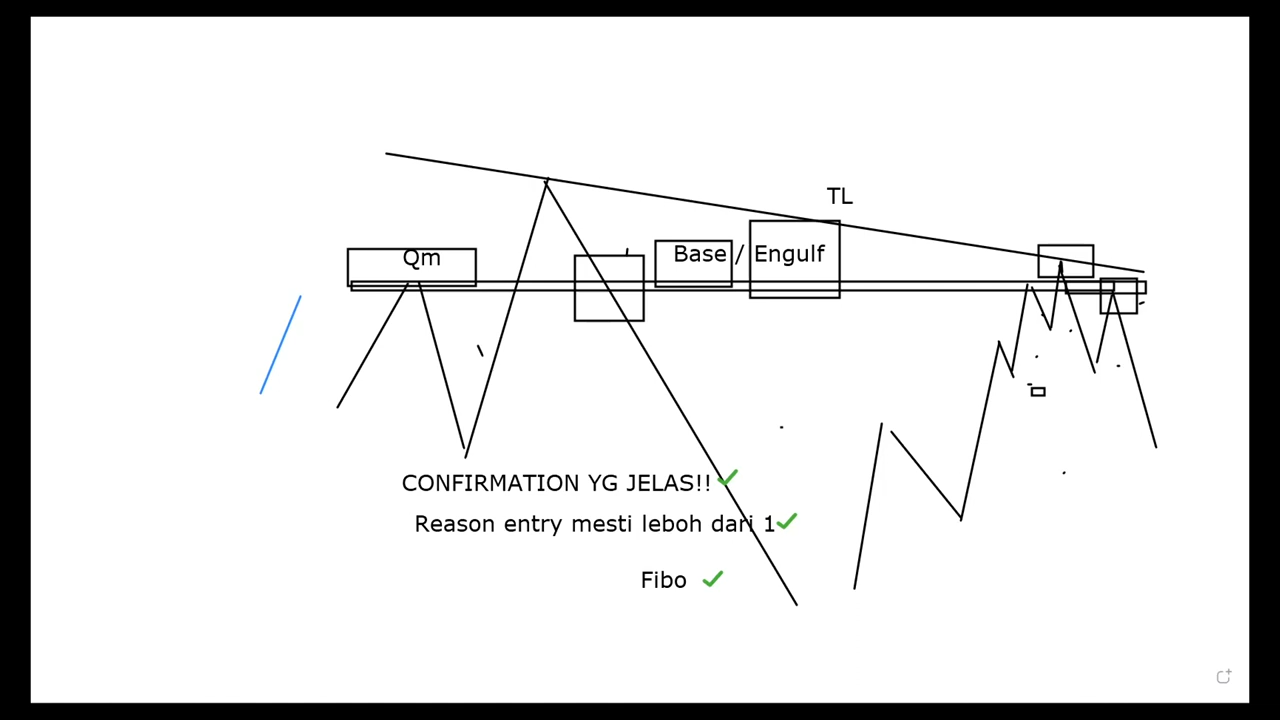 TL
Qm
Base / Engulf
CONFIRMATION YG JELAS!!
Reason entry mesti leboh dari 1
Fibo